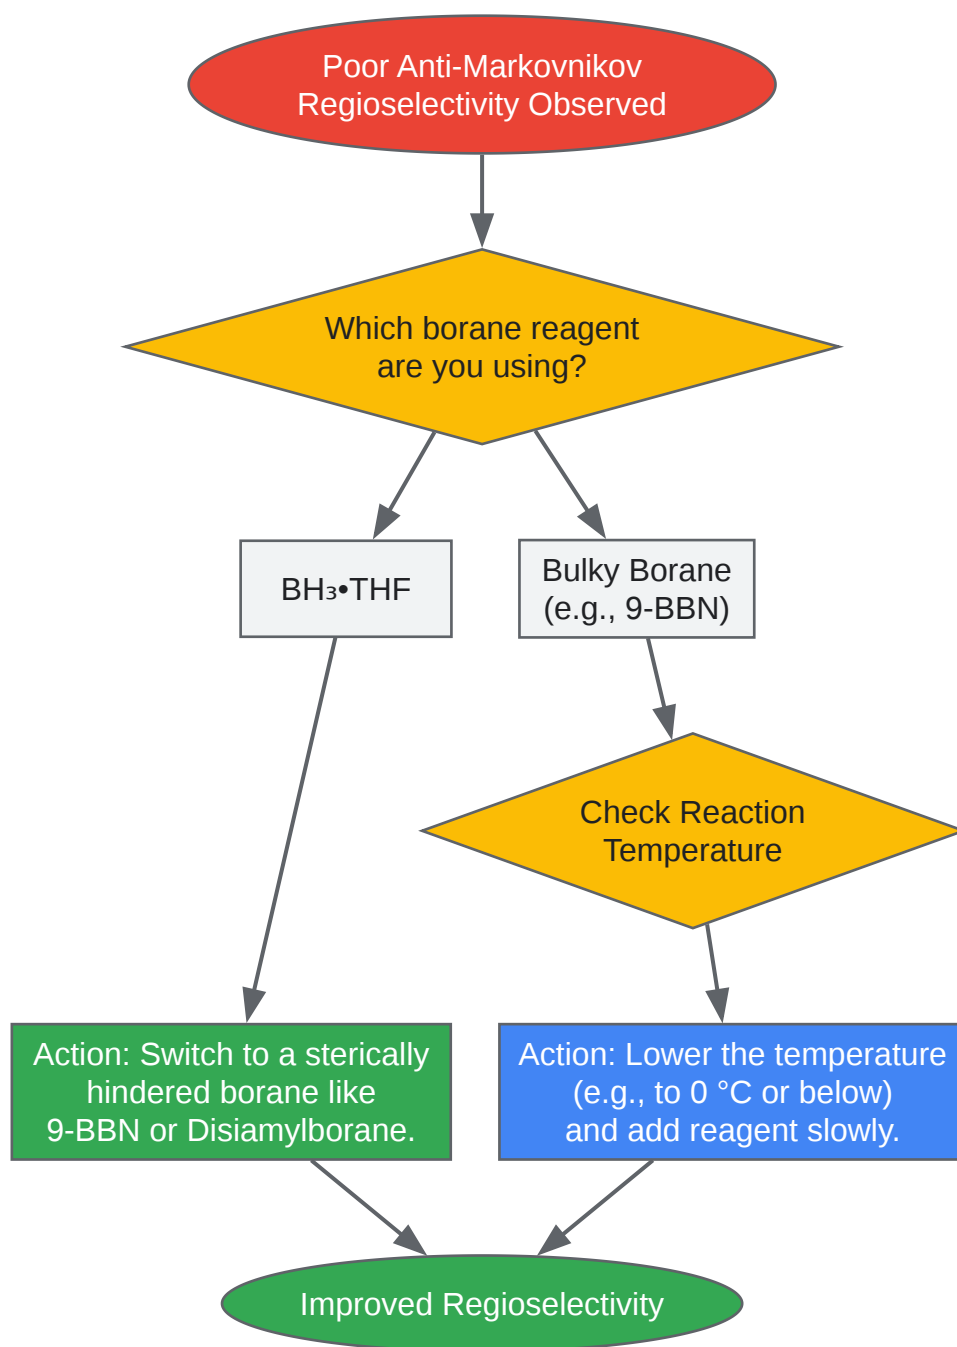 Poor Anti-Markovnikov
Regioselectivity Observed
Which borane reagent
are you using?
BH₃•THF
Bulky Borane
(e.g., 9-BBN)
Check Reaction
Temperature
Action: Switch to a sterically
hindered borane like
9-BBN or Disiamylborane.
Action: Lower the temperature
(e.g., to 0 °C or below)
and add reagent slowly.
Improved Regioselectivity